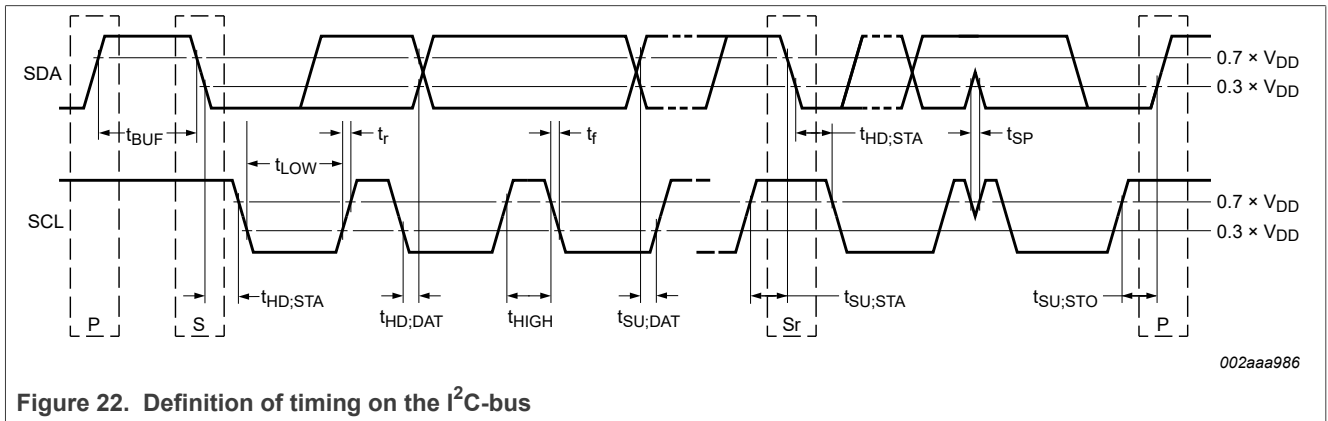 SDA
0.7 × VDD
0.3 × VDD
tBUF
tLOW
tr
tf
tHD;STA
tSP
SCL
0.7 × VDD
0.3 × VDD
tHD;STA
tHD;DAT
tHIGH
tSU;DAT
tSU;STA
tSU;STO
P
S
Sr
P
002aaa986
Figure 22. Definition of timing on the I²C-bus